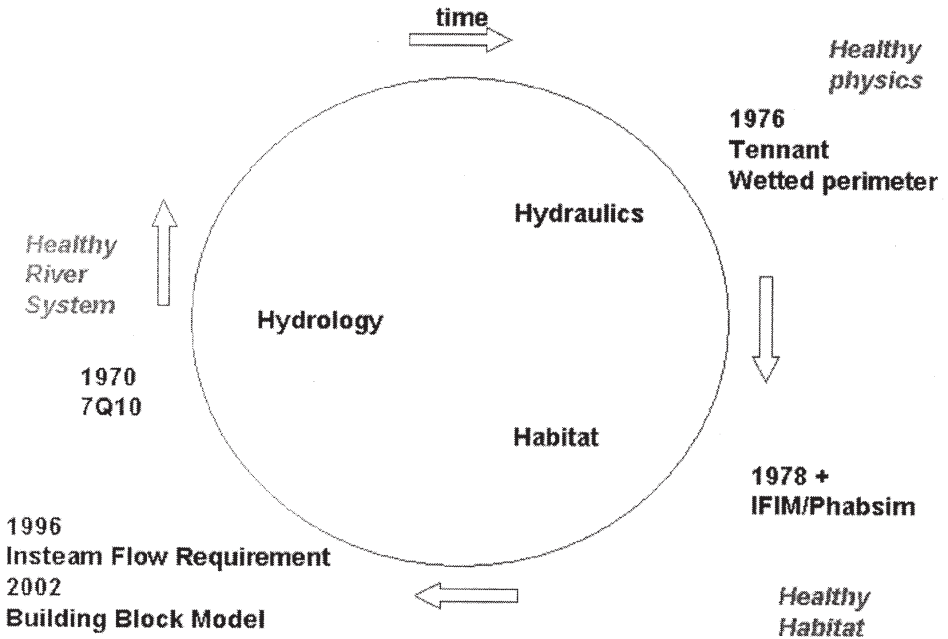 time
Healthy
physics
1976
Tennant
Wetted perimeter
Hydraulics
Healthy
River
System
Hydrology
1970
7Q10
Habitat
1978 +
IFIM/Phabsim
1996
Insteam Flow Requirement
2002
Building Block Model
Healthy
Habitat